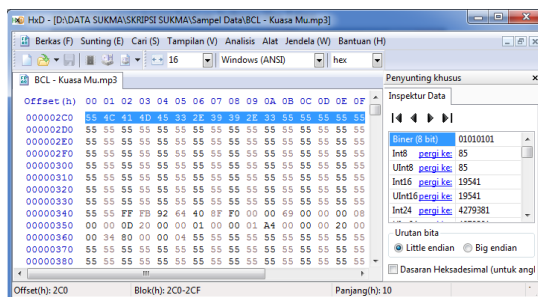 HxD - [D:\DATA SUKMA\SKRIPSI SUKMA\Sampel Data\BCL - Kuasa Mu.mp3]
Berkas (F) Sunting (E) Cari (S) Tampilan (V) Analisis Alat Jendela (W) Bantuan (H)
16 Windows (ANSI) hex
BCL - Kuasa Mu.mp3
Offset(h) 00 01 02 03 04 05 06 07 08 09 0A 0B 0C 0D 0E 0F
000002C0 55 4C 41 4D 45 33 2E 39 39 2E 33 55 55 55 55 55
000002D0 55 55 55 55 55 55 55 55 55 55 55 55 55 55 55 55
000002E0 55 55 55 55 55 55 55 55 55 55 55 55 55 55 55 55
000002F0 55 55 55 55 55 55 55 55 55 55 55 55 55 55 55 55
00000300 55 55 55 55 55 55 55 55 55 55 55 55 55 55 55 55
00000310 55 55 55 55 55 55 55 55 55 55 55 55 55 55 55 55
00000320 55 55 55 55 55 55 55 55 55 55 55 55 55 55 55 55
00000330 55 55 55 55 55 55 55 55 55 55 55 55 55 55 55 55
00000340 55 55 FF FB 92 64 40 8F F0 00 00 69 00 00 00 08
00000350 00 00 0D 20 00 00 01 00 00 01 A4 00 00 00 20 00
00000360 00 34 80 00 00 04 55 55 55 55 55 55 55 55 55 55
00000370 55 55 55 55 55 55 55 55 55 55 55 55 55 55 55 55
00000380 55 55 55 55 55 55 55 55 55 55 55 55 55 55 55 55
Penyunting khusus
Inspektur Data
Biner (8 bit) 01010101
Int8 pergi ke: 85
UInt8 pergi ke: 85
Int16 pergi ke: 19541
UInt16 pergi ke: 19541
Int24 pergi ke: 4279381
Urutan bita
Little endian Big endian
Dasaran Heksadesimal (untuk angl
Offset(h): 2C0 Blok(h): 2C0-2CF Panjang(h): 10